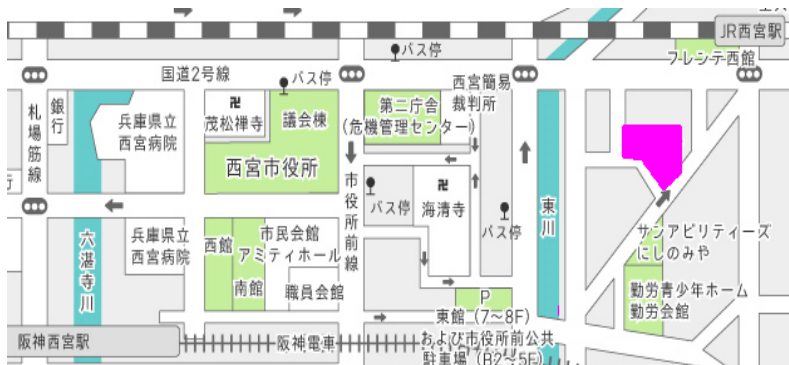 JR西宮駅
フレンテ西館
国道2号線
バス停
バス停
西宮簡易
裁判所
札場筋線
銀行
兵庫県立
西宮病院
茂松禅寺
議会棟
第二庁舎
(危機管理センター)
西宮市役所
市役所前線
バス停
海清寺
バス停
東川
六湛寺川
兵庫県立
西宮病院
西館
南館
市民会館
アミティホール
職員会館
サンアビリティーズ
にしのみや
勤労青少年ホーム
勤労会館
P
東館(7~8F)
および市役所前公共
駐車場(B2~5F)
阪神西宮駅
阪神電車
行